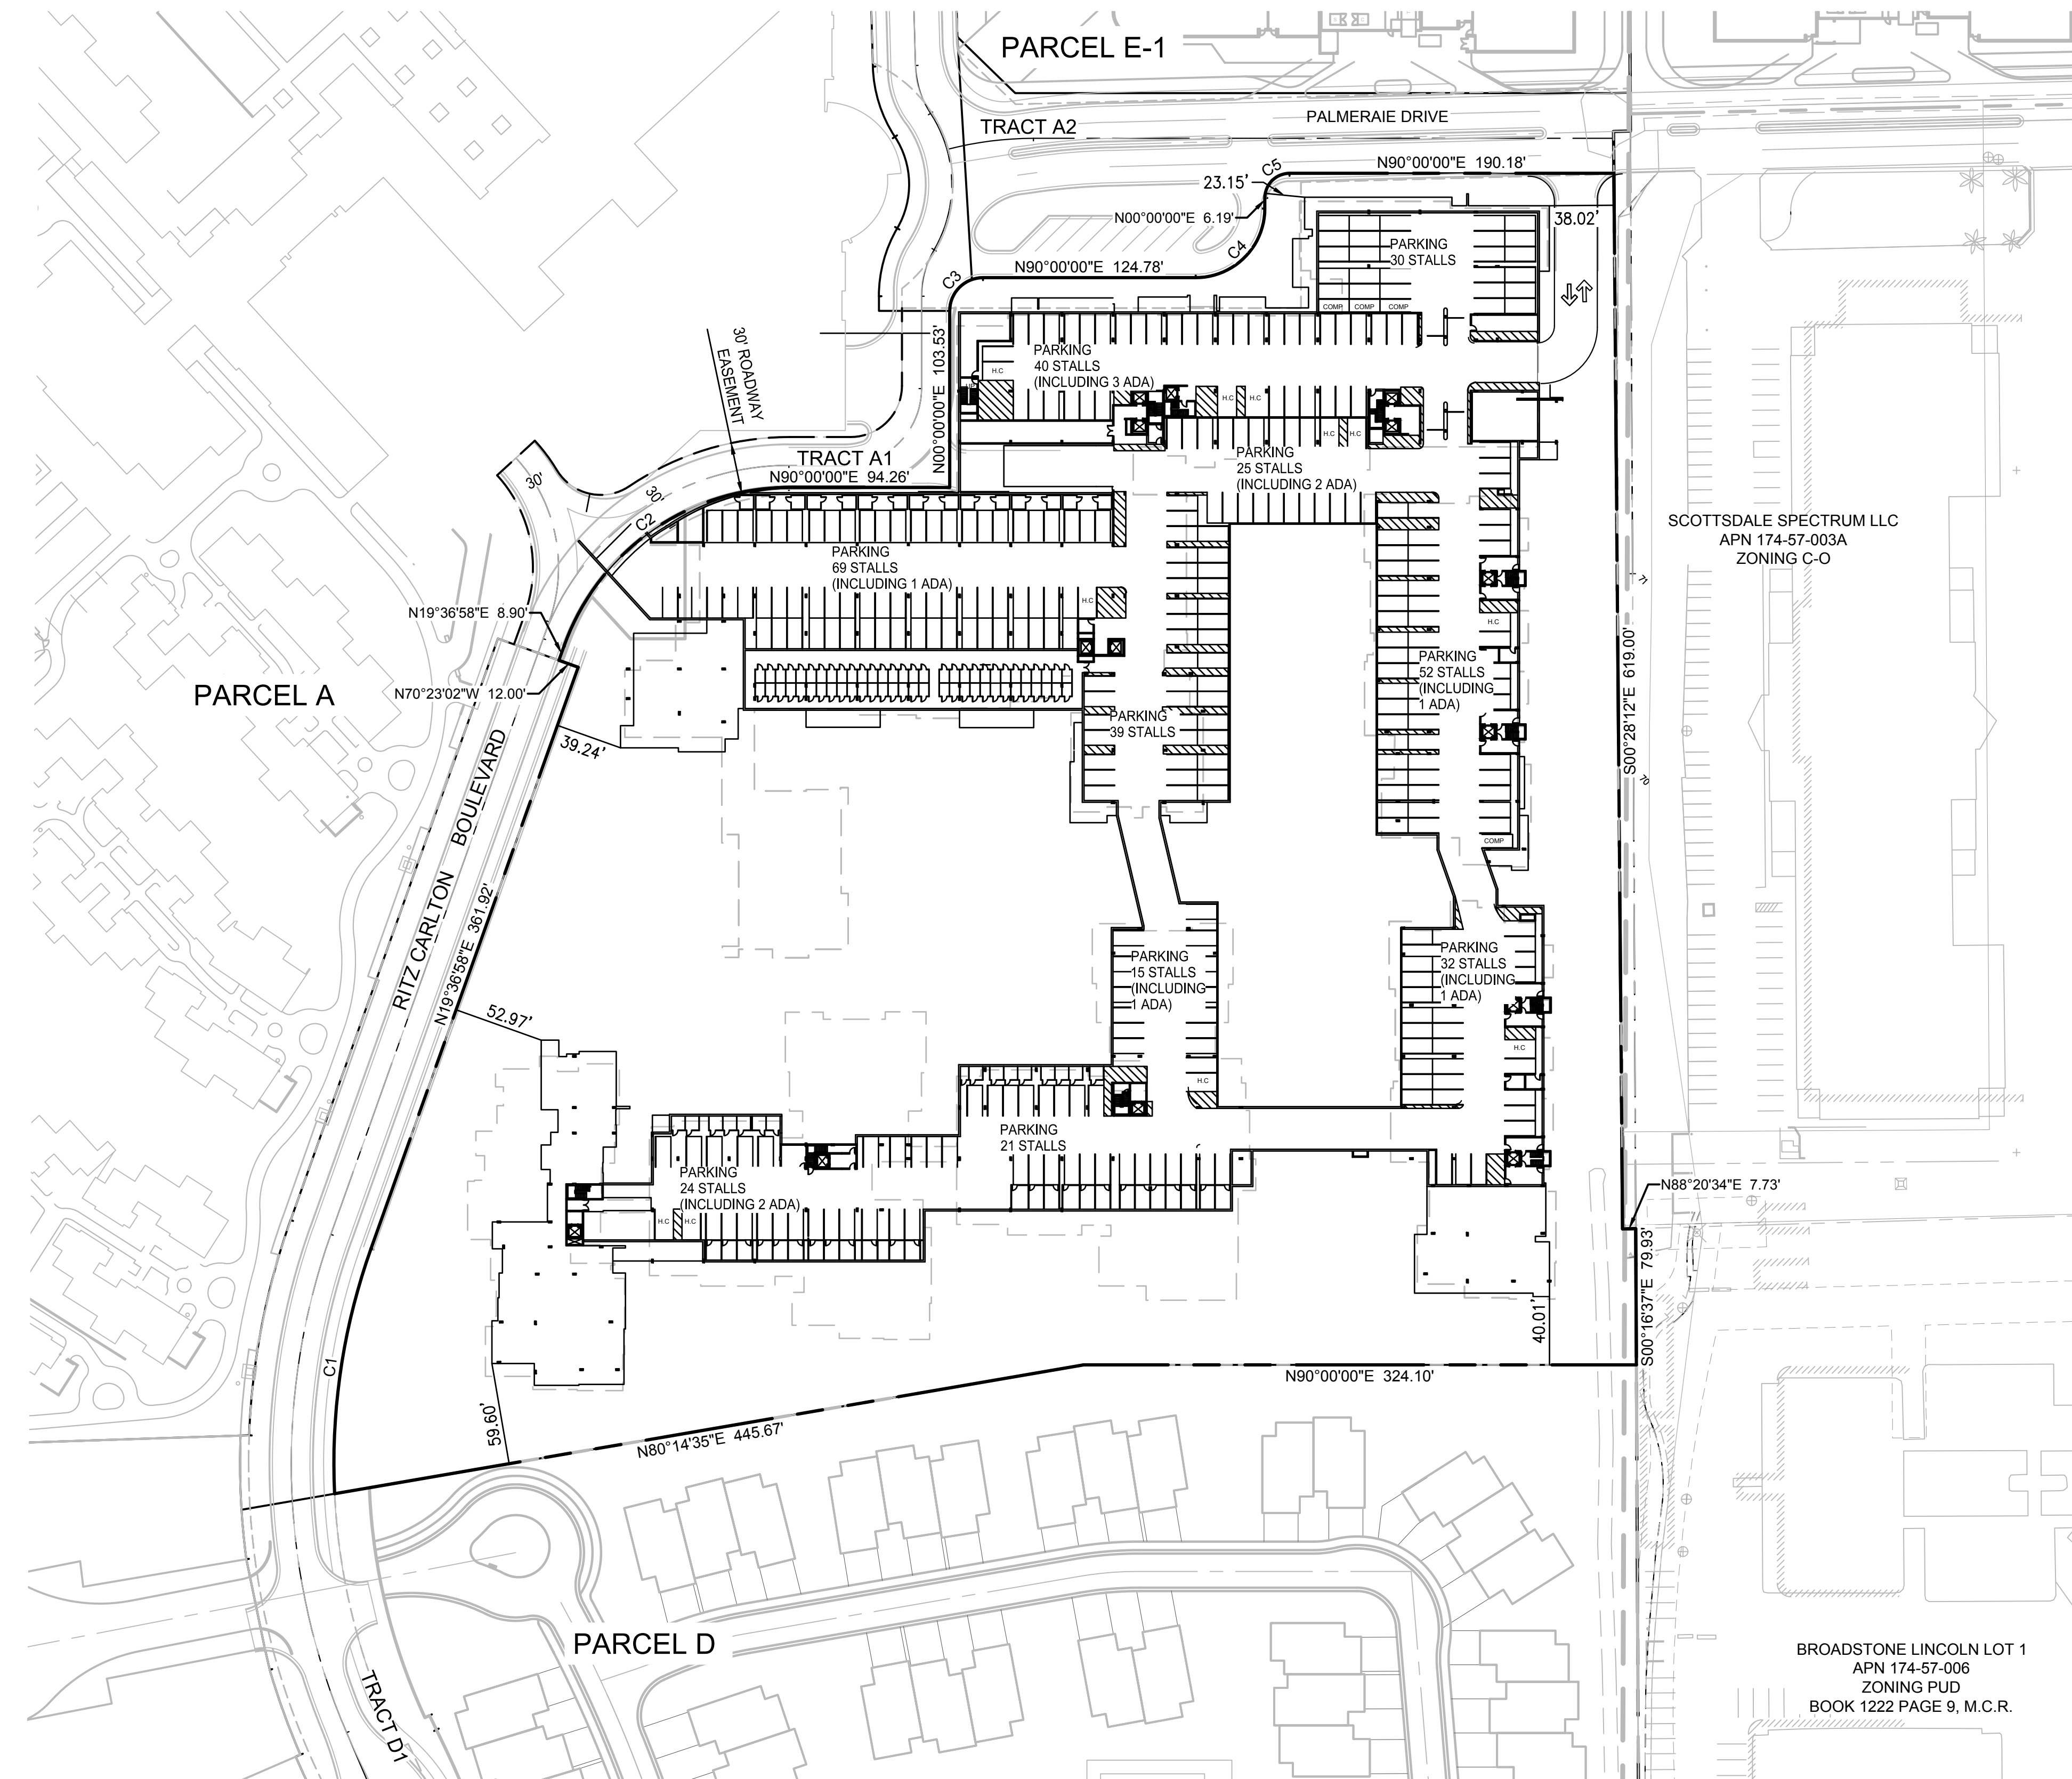 PARCEL E-1
PALMERAIE DRIVE
TRACT A2
C5
N90°00'00"E 190.18'
23.15'
N00°00'00"E 6.19'
38.02'
C4
PARKING
30 STALLS
N90°00'00"E 124.78'
C3
COMP
COMP
COMP
30' ROADWAY
EASEMENT
N00°00'00"E 103.53'
PARKING
40 STALLS
(INCLUDING 3 ADA)
H.C
H.C
H.C
H.C
H.C
TRACT A1
N90°00'00"E 94.26'
PARKING
25 STALLS
(INCLUDING 2 ADA)
30'
30'
C2
SCOTTSDALE SPECTRUM LLC
APN 174-57-003A
ZONING C-O
PARKING
69 STALLS
(INCLUDING 1 ADA)
H.C
71
N19°36'58"E 8.90'
H.C
S00°28'12"E 619.00'
PARCEL A
N70°23'02"W 12.00'
PARKING
52 STALLS
(INCLUDING
1 ADA)
39.24'
PARKING
39 STALLS
70
RITZ CARLTON BOULEVARD
COMP
N19°36'58"E 361.92'
PARKING
15 STALLS
(INCLUDING
1 ADA)
PARKING
32 STALLS
(INCLUDING
1 ADA)
52.97'
H.C
H.C
PARKING
21 STALLS
PARKING
24 STALLS
(INCLUDING 2 ADA)
H.C
H.C
N88°20'34"E 7.73'
S00°16'37"E 79.93'
40.01'
C1
N90°00'00"E 324.10'
59.60'
N80°14'35"E 445.67'
PARCEL D
TRACT D1
BROADSTONE LINCOLN LOT 1
APN 174-57-006
ZONING PUD
BOOK 1222 PAGE 9, M.C.R.